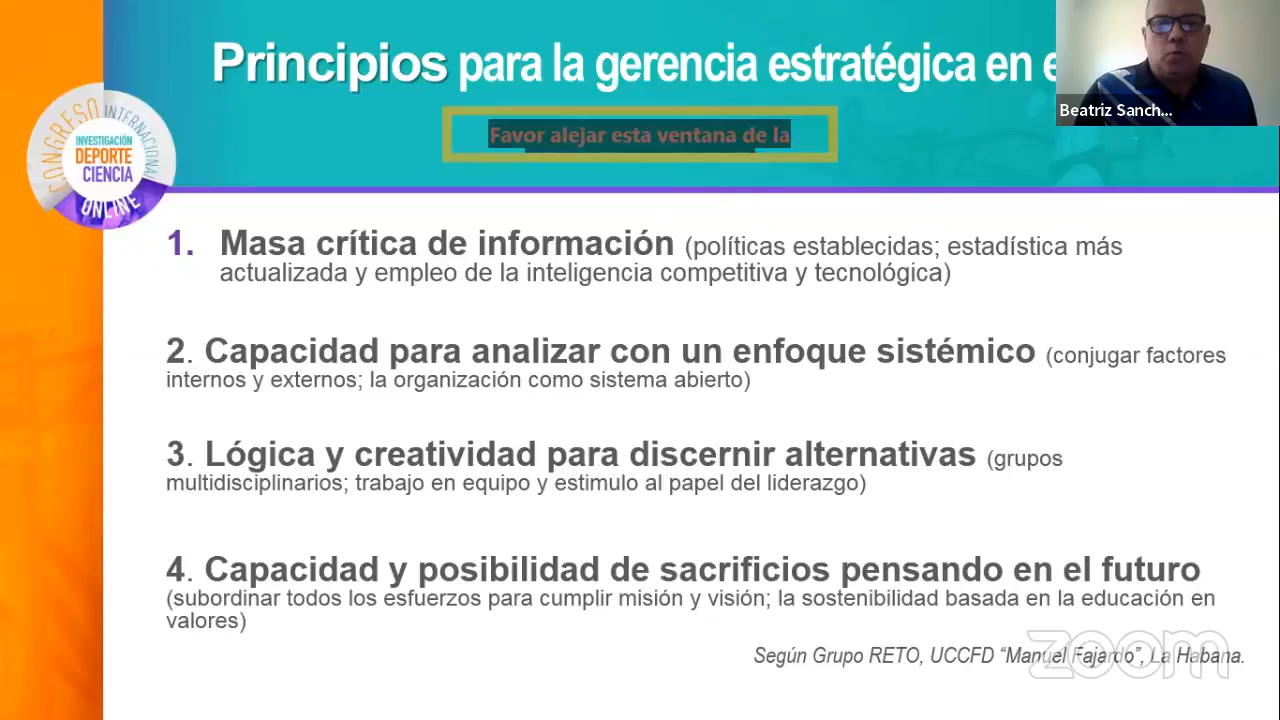 Principios para la gerencia estratégica en e
Beatriz Sanch...
Favor alejar esta ventana de la
CONGRESO INTERNACIONAL
INVESTIGACIÓN
DEPORTE
CIENCIA
ONLINE
1. Masa crítica de información (políticas establecidas; estadística más
actualizada y empleo de la inteligencia competitiva y tecnológica)
2. Capacidad para analizar con un enfoque sistémico (conjugar factores
internos y externos; la organización como sistema abierto)
3. Lógica y creatividad para discernir alternativas (grupos
multidisciplinarios; trabajo en equipo y estimulo al papel del liderazgo)
4. Capacidad y posibilidad de sacrificios pensando en el futuro
(subordinar todos los esfuerzos para cumplir misión y visión; la sostenibilidad basada en la educación en
valores)
Según Grupo RETO, UCCFD “Manuel Fajardo”, La Habana.
zoom